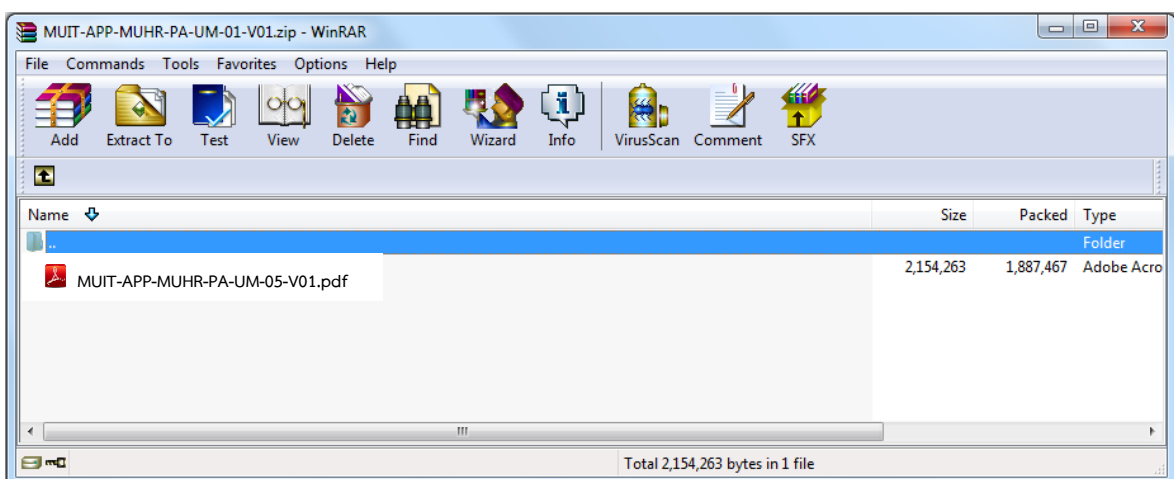 MUIT-APP-MUHR-PA-UM-01-V01.zip - WinRAR
File Commands Tools Favorites Options Help
Add Extract To Test View Delete Find Wizard Info VirusScan Comment SFX
Name Size Packed Type
.. Folder
MUIT-APP-MUHR-PA-UM-05-V01.pdf 2,154,263 1,887,467 Adobe Acro
Total 2,154,263 bytes in 1 file